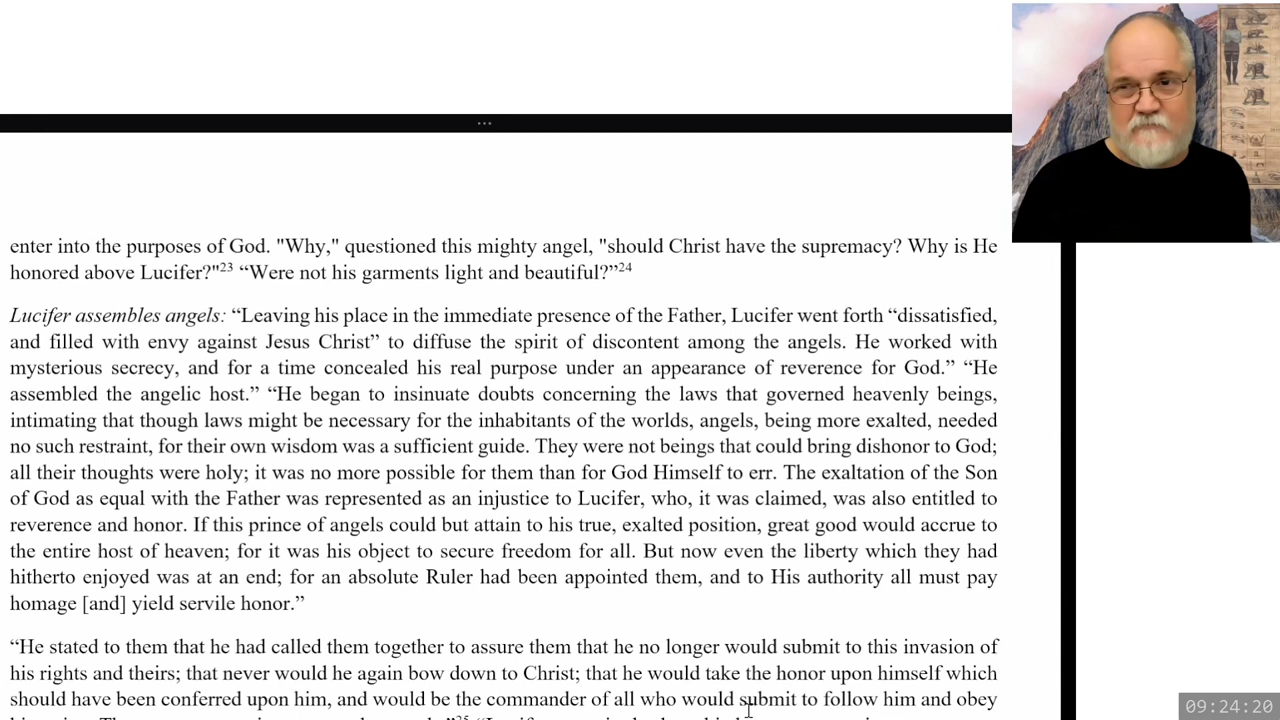 enter into the purposes of God. "Why," questioned this mighty angel, "should Christ have the supremacy? Why is He
honored above Lucifer?"23 “Were not his garments light and beautiful?”24
Lucifer assembles angels: “Leaving his place in the immediate presence of the Father, Lucifer went forth “dissatisfied,
and filled with envy against Jesus Christ” to diffuse the spirit of discontent among the angels. He worked with
mysterious secrecy, and for a time concealed his real purpose under an appearance of reverence for God.” “He
assembled the angelic host.” “He began to insinuate doubts concerning the laws that governed heavenly beings,
intimating that though laws might be necessary for the inhabitants of the worlds, angels, being more exalted, needed
no such restraint, for their own wisdom was a sufficient guide. They were not beings that could bring dishonor to God;
all their thoughts were holy; it was no more possible for them than for God Himself to err. The exaltation of the Son
of God as equal with the Father was represented as an injustice to Lucifer, who, it was claimed, was also entitled to
reverence and honor. If this prince of angels could but attain to his true, exalted position, great good would accrue to
the entire host of heaven; for it was his object to secure freedom for all. But now even the liberty which they had
hitherto enjoyed was at an end; for an absolute Ruler had been appointed them, and to His authority all must pay
homage [and] yield servile honor.”
“He stated to them that he had called them together to assure them that he no longer would submit to this invasion of
his rights and theirs; that never would he again bow down to Christ; that he would take the honor upon himself which
should have been conferred upon him, and would be the commander of all who would submit to follow him and obey
09:24:20